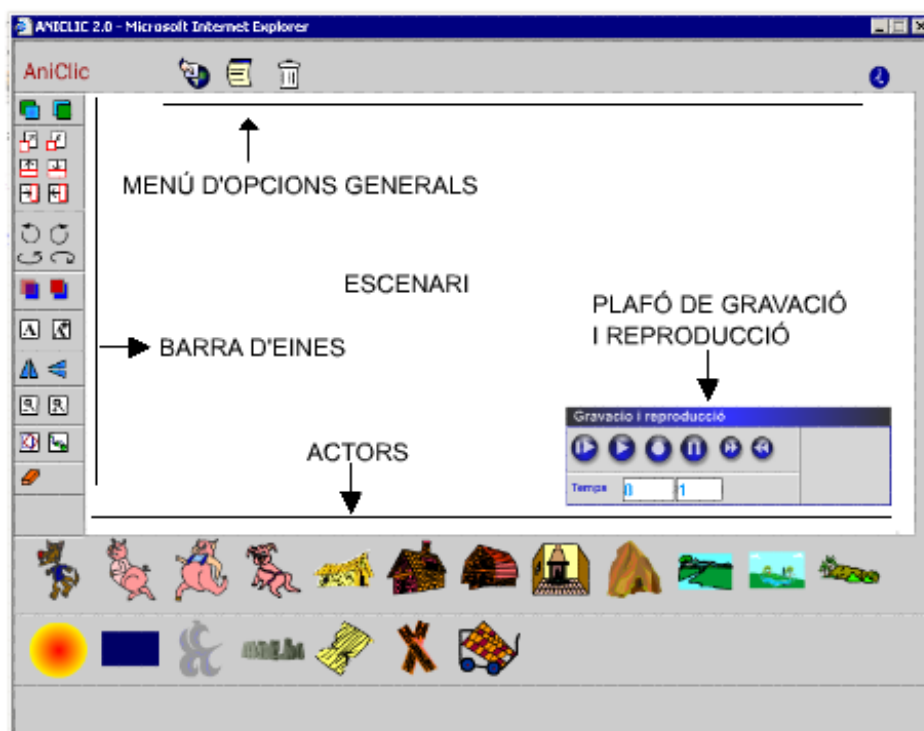 ANICLIC 2.0 - Microsoft Internet Explorer
AniClic
MENÚ D'OPCIONS GENERALS
ESCENARI
PLAFÓ DE GRAVACIÓ
I REPRODUCCIÓ
BARRA D'EINES
Gravacio i reproducció
ACTORS
Temps 0 1